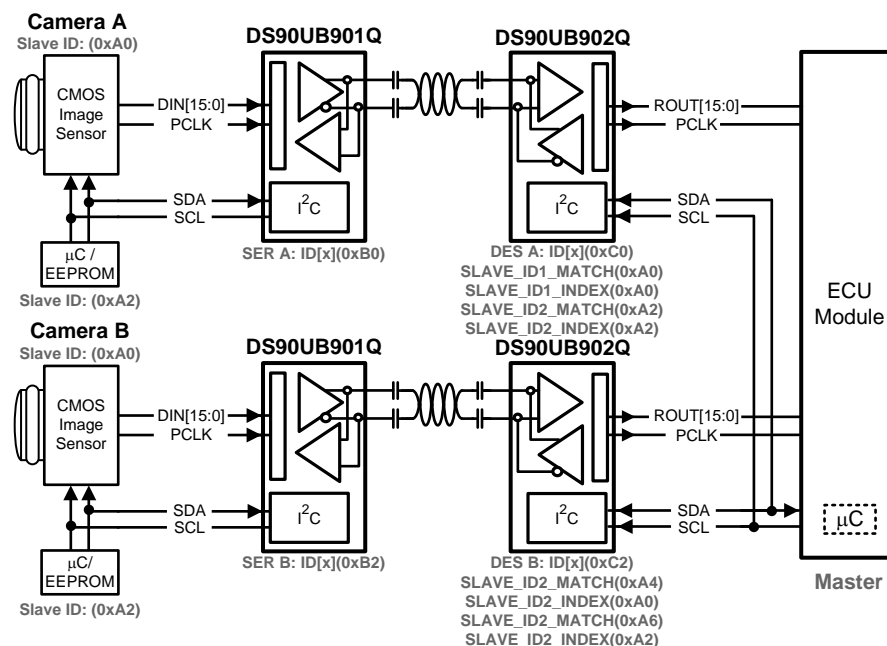 Camera A
Slave ID: (0xA0)
DS90UB901Q
DS90UB902Q
CMOS
Image
Sensor
DIN[15:0]
PCLK
ROUT[15:0]
PCLK
SDA
SCL
I2C
I2C
SDA
SCL
µC /
EEPROM
Slave ID: (0xA2)
SER A: ID[x](0xB0)
DES A: ID[x](0xC0)
SLAVE_ID1_MATCH(0xA0)
SLAVE_ID1_INDEX(0xA0)
SLAVE_ID2_MATCH(0xA2)
SLAVE_ID2_INDEX(0xA2)
ECU
Module
Camera B
Slave ID: (0xA0)
DS90UB901Q
DS90UB902Q
CMOS
Image
Sensor
DIN[15:0]
PCLK
ROUT[15:0]
PCLK
SDA
SCL
I2C
I2C
SDA
SCL
µC
µC/
EEPROM
Slave ID: (0xA2)
SER B: ID[x](0xB2)
DES B: ID[x](0xC2)
SLAVE_ID2_MATCH(0xA4)
SLAVE_ID2_INDEX(0xA0)
SLAVE_ID2_MATCH(0xA6)
SLAVE_ID2_INDEX(0xA2)
Master